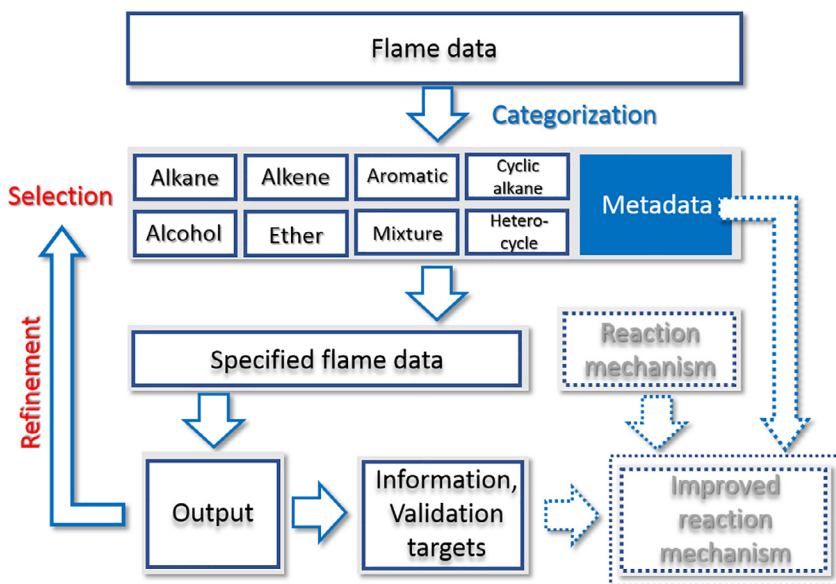 Flame data
Categorization
Selection
Alkane
Alkene
Aromatic
Cyclic
alkane
Metadata
Alcohol
Ether
Mixture
Hetero-
cycle
Refinement
Specified flame data
Reaction
mechanism
Output
Information,
Validation
targets
Improved
reaction
mechanism